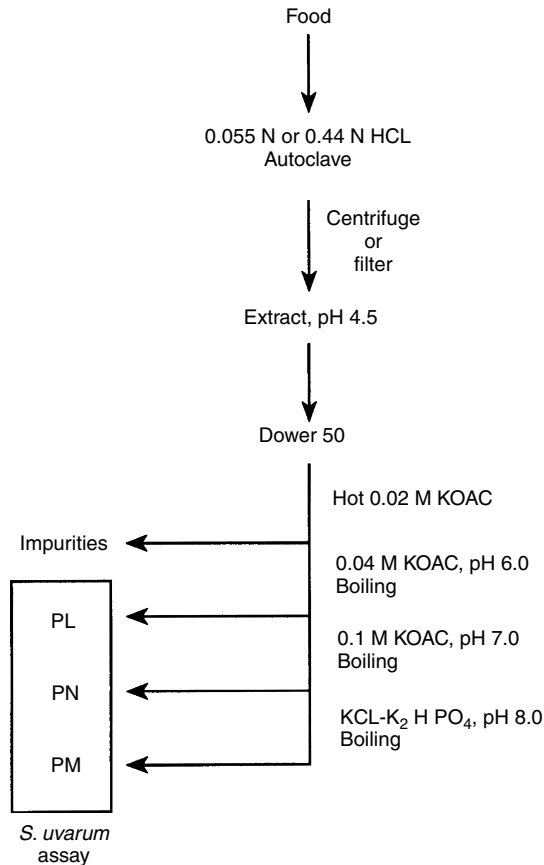 Food
0.055 N or 0.44 N HCL
Autoclave
Centrifuge
or
filter
Extract, pH 4.5
Dower 50
Hot 0.02 M KOAC
Impurities
0.04 M KOAC, pH 6.0
Boiling
PL
0.1 M KOAC, pH 7.0
Boiling
PN
KCL-K₂ H PO₄, pH 8.0
Boiling
PM
S. uvarum
assay